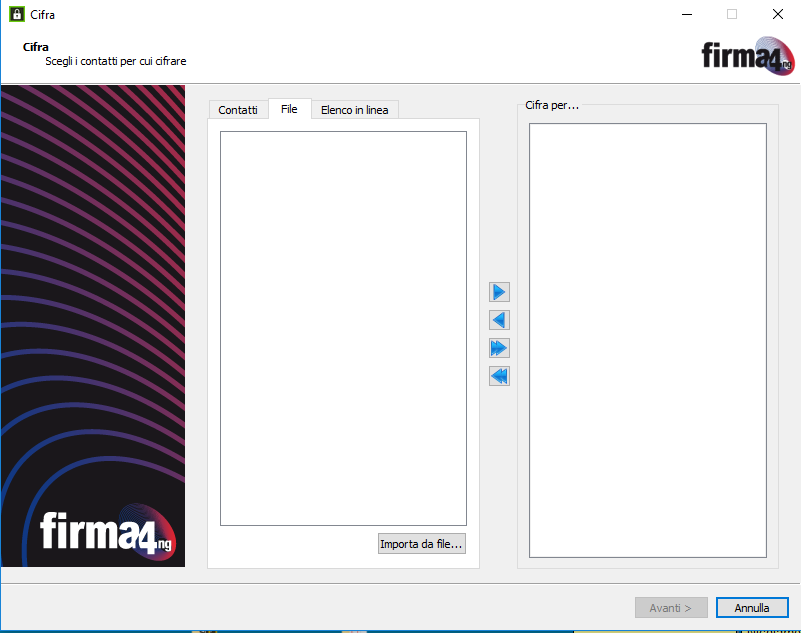 Cifra
Cifra
Scegli i contatti per cui cifrare
firma4ng
Contatti
File
Elenco in linea
Cifra per...
Importa da file...
firma4ng
Avanti >
Annulla